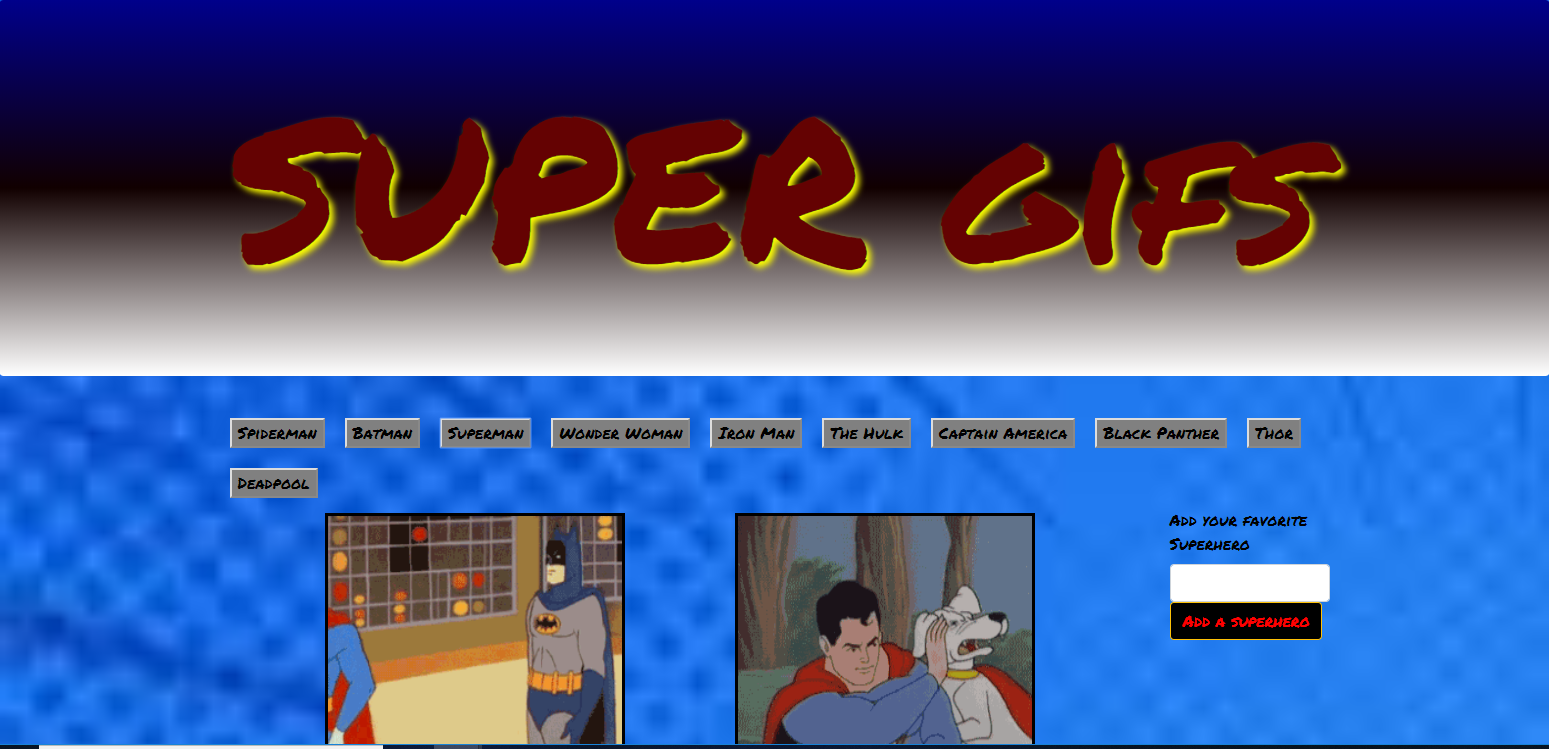 SUPER GIFS
Spiderman Batman Superman Wonder Woman Iron Man The Hulk Captain America Black Panther Thor
Deadpool
Add your favorite
Superhero
Add a superhero